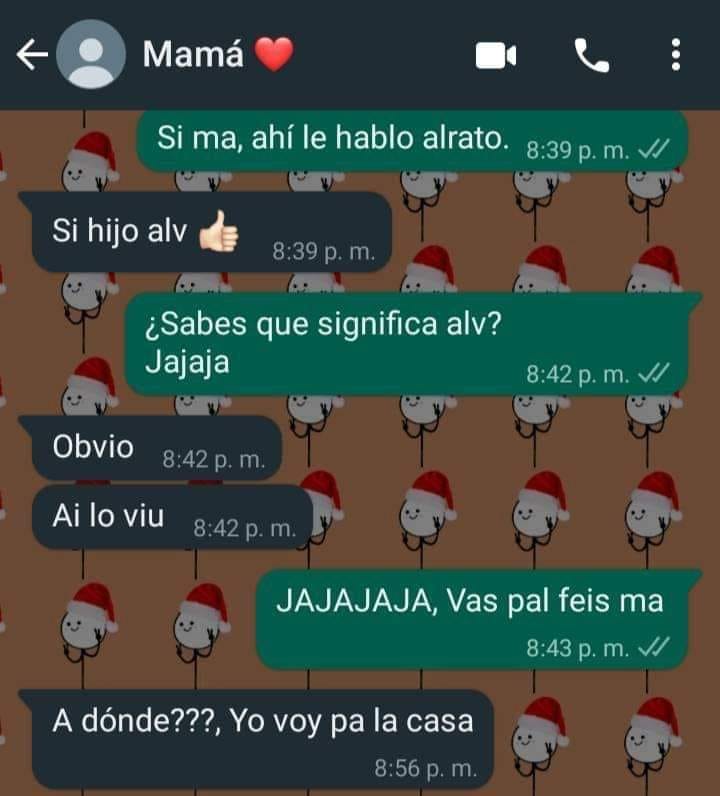 Mamá ❤️
Si ma, ahí le hablo alrato. 8:39 p. m.
Si hijo alv 👍🏻 8:39 p. m.
¿Sabes que significa alv?
Jajaja 8:42 p. m.
Obvio 8:42 p. m.
Ai lo viu 8:42 p. m.
JAJAJAJA, Vas pal feis ma
8:43 p. m.
A dónde???, Yo voy pa la casa
8:56 p. m.